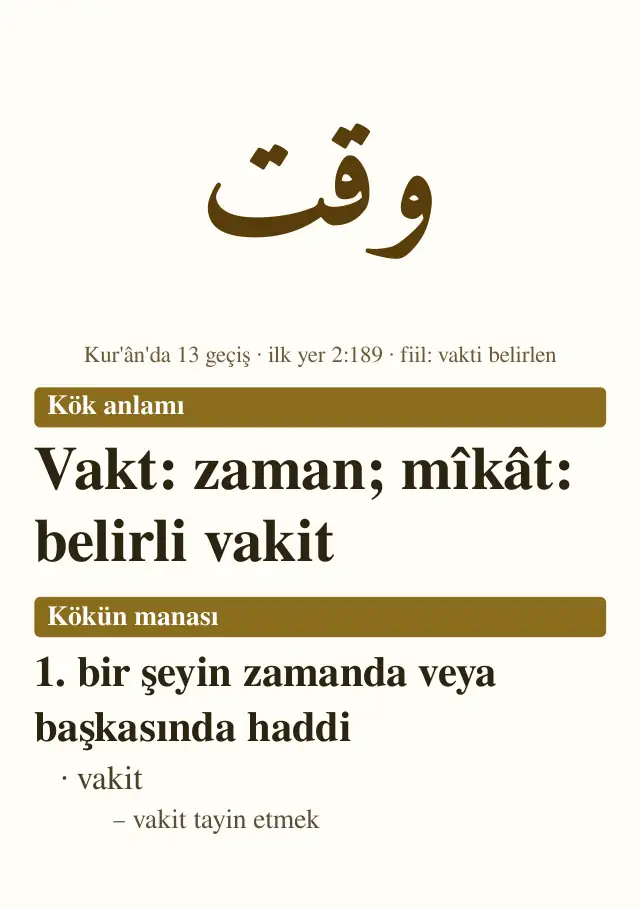 وقت
Kur'ân'da 13 geçiş · ilk yer 2:189 · fiil: vakti belirlen
Kök anlamı
Vakt: zaman; mîkât:
belirli vakit
Kökün manası
1. bir şeyin zamanda veya
başkasında haddi
· vakit
– vakit tayin etmek